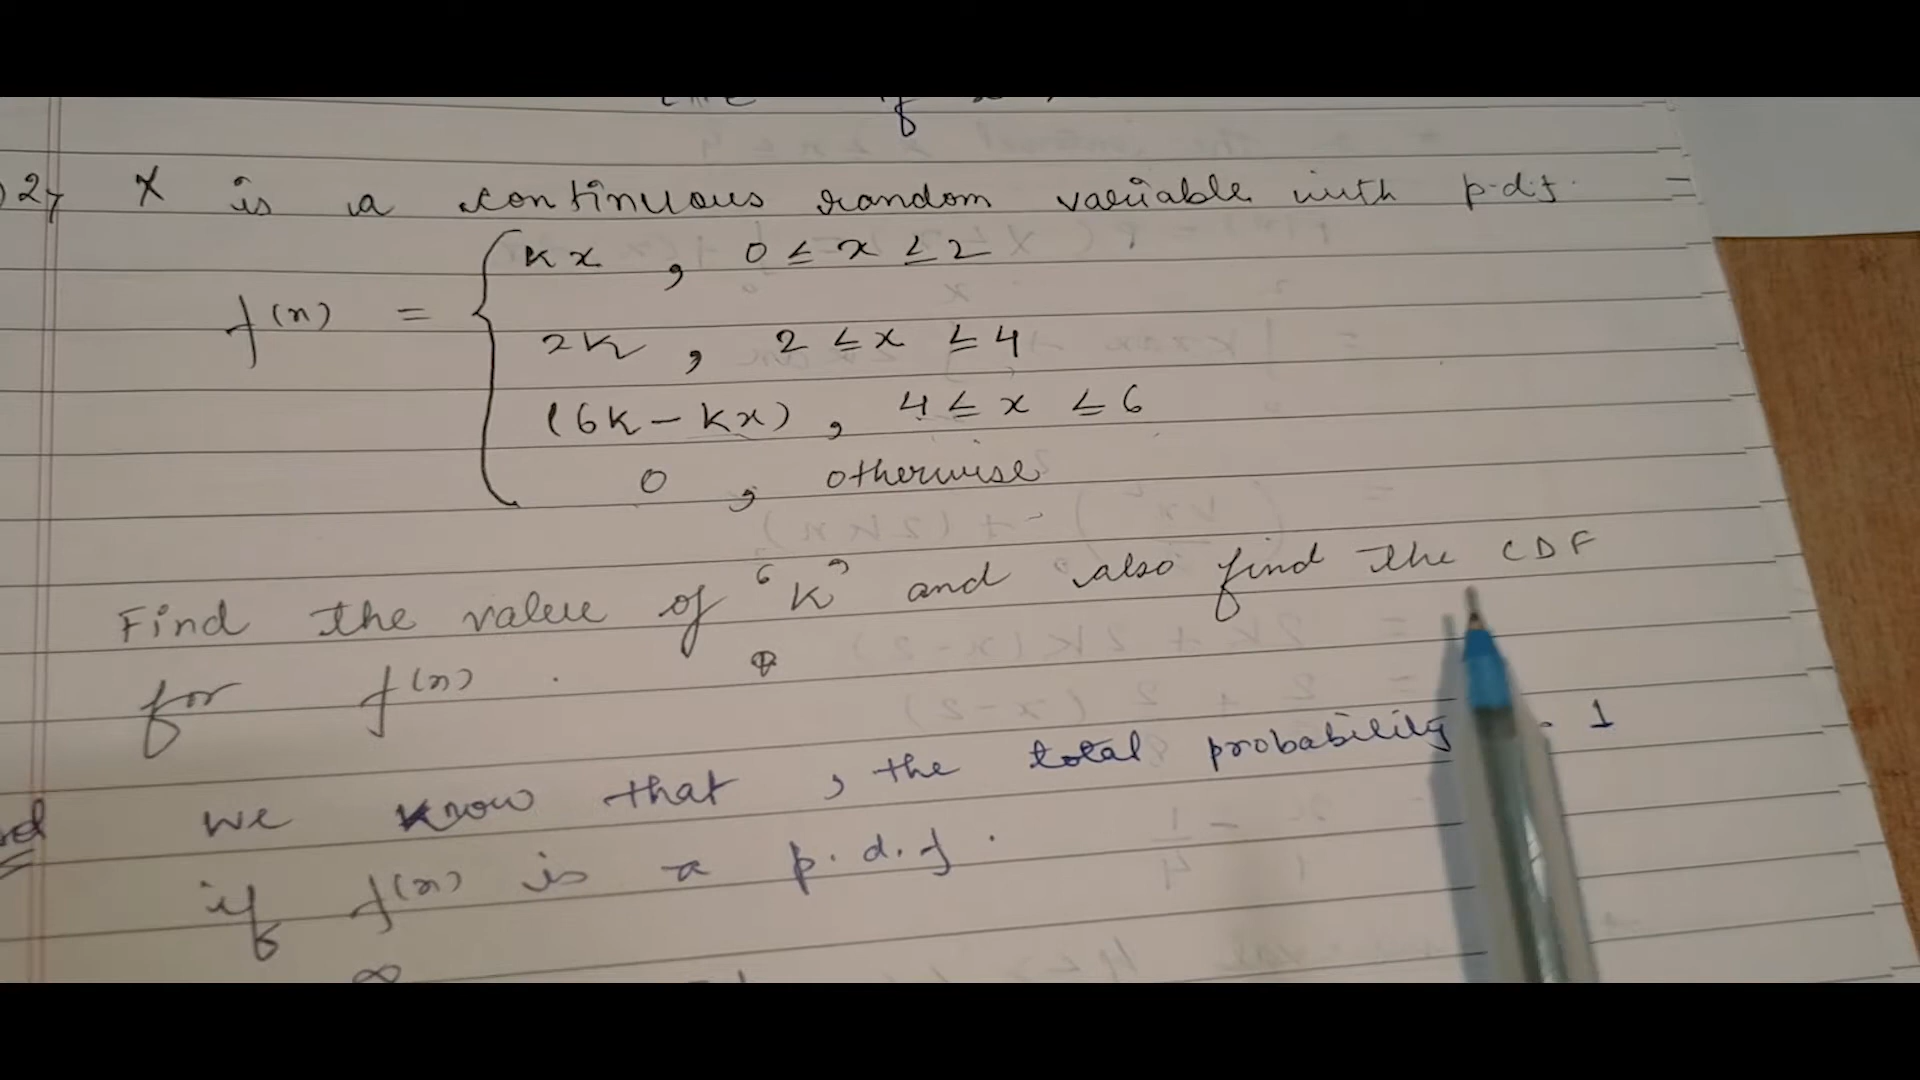 27 X is a continuous random variable with p.d.f.
f(x) = { kx , 0 ≤ x ≤ 2
2k , 2 ≤ x ≤ 4
(6k - kx) , 4 ≤ x ≤ 6
0 , otherwise
Find the value of "k" and also find the CDF
for f(x) .
we know that , the total probability 1
if f(x) is a p.d.f .
∞